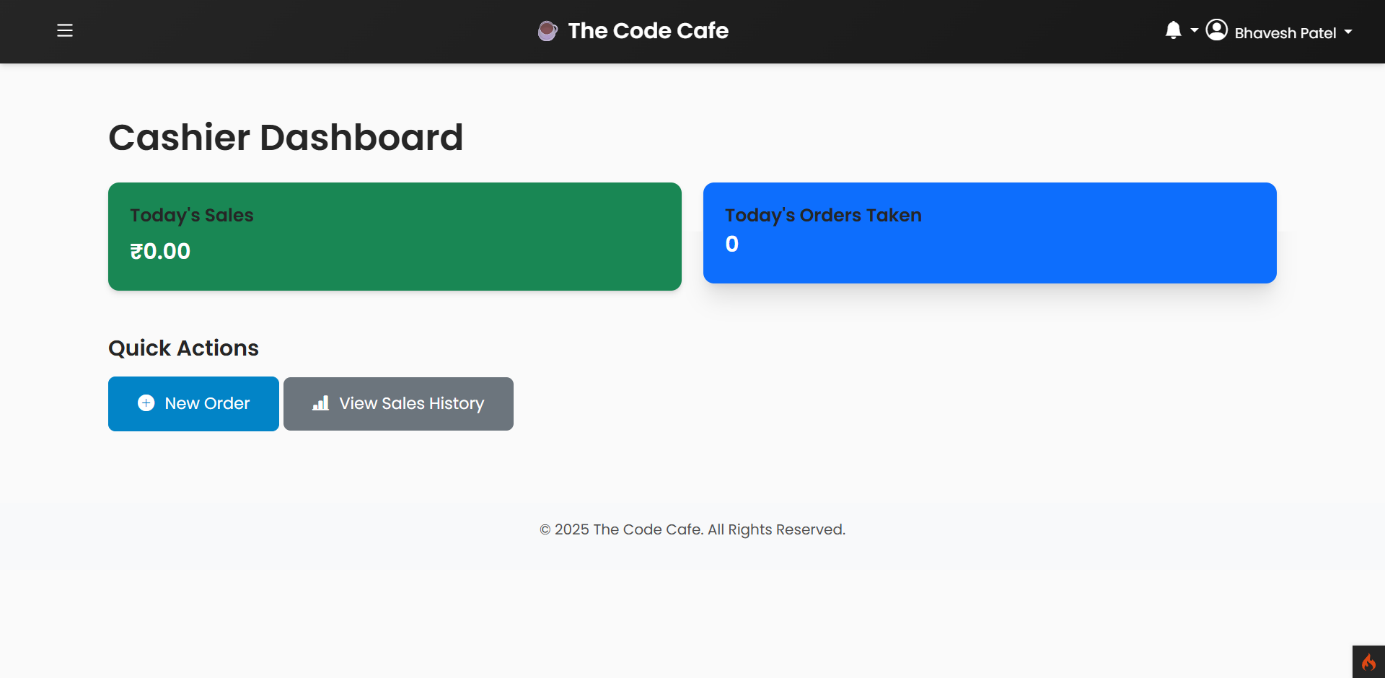 The Code Cafe
Bhavesh Patel
Cashier Dashboard
Today's Sales
₹0.00
Today's Orders Taken
0
Quick Actions
New Order
View Sales History
© 2025 The Code Cafe. All Rights Reserved.